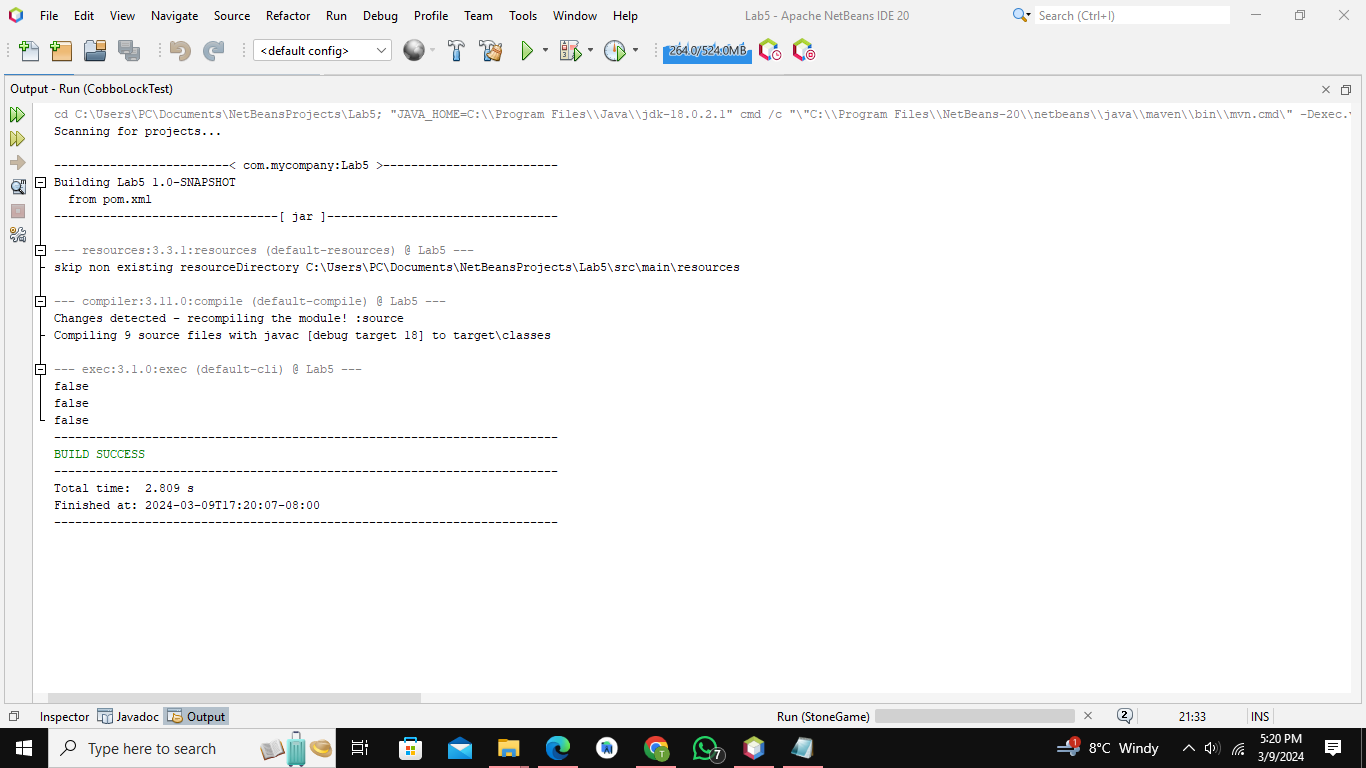 File Edit View Navigate Source Refactor Run Debug Profile Team Tools Window Help Lab5 - Apache NetBeans IDE 20 Search (Ctrl+I)
<default config> 264.0/524.0MB
Output - Run (CobboLockTest)
cd C:\Users\PC\Documents\NetBeansProjects\Lab5; "JAVA_HOME=C:\\Program Files\\Java\\jdk-18.0.2.1" cmd /c "\"C:\\Program Files\\NetBeans-20\\netbeans\\java\\maven\\bin\\mvn.cmd\" -Dexec.v
Scanning for projects...
-------------------------< com.mycompany:Lab5 >-------------------------
Building Lab5 1.0-SNAPSHOT
from pom.xml
--------------------------------[ jar ]---------------------------------
--- resources:3.3.1:resources (default-resources) @ Lab5 ---
skip non existing resourceDirectory C:\Users\PC\Documents\NetBeansProjects\Lab5\src\main\resources
--- compiler:3.11.0:compile (default-compile) @ Lab5 ---
Changes detected - recompiling the module! :source
Compiling 9 source files with javac [debug target 18] to target\classes
--- exec:3.1.0:exec (default-cli) @ Lab5 ---
false
false
false
------------------------------------------------------------------------
BUILD SUCCESS
------------------------------------------------------------------------
Total time:  2.809 s
Finished at: 2024-03-09T17:20:07-08:00
------------------------------------------------------------------------
Inspector Javadoc Output Run (StoneGame) 2 21:33 INS
Type here to search 7 1 8°C Windy 5:20 PM
3/9/2024